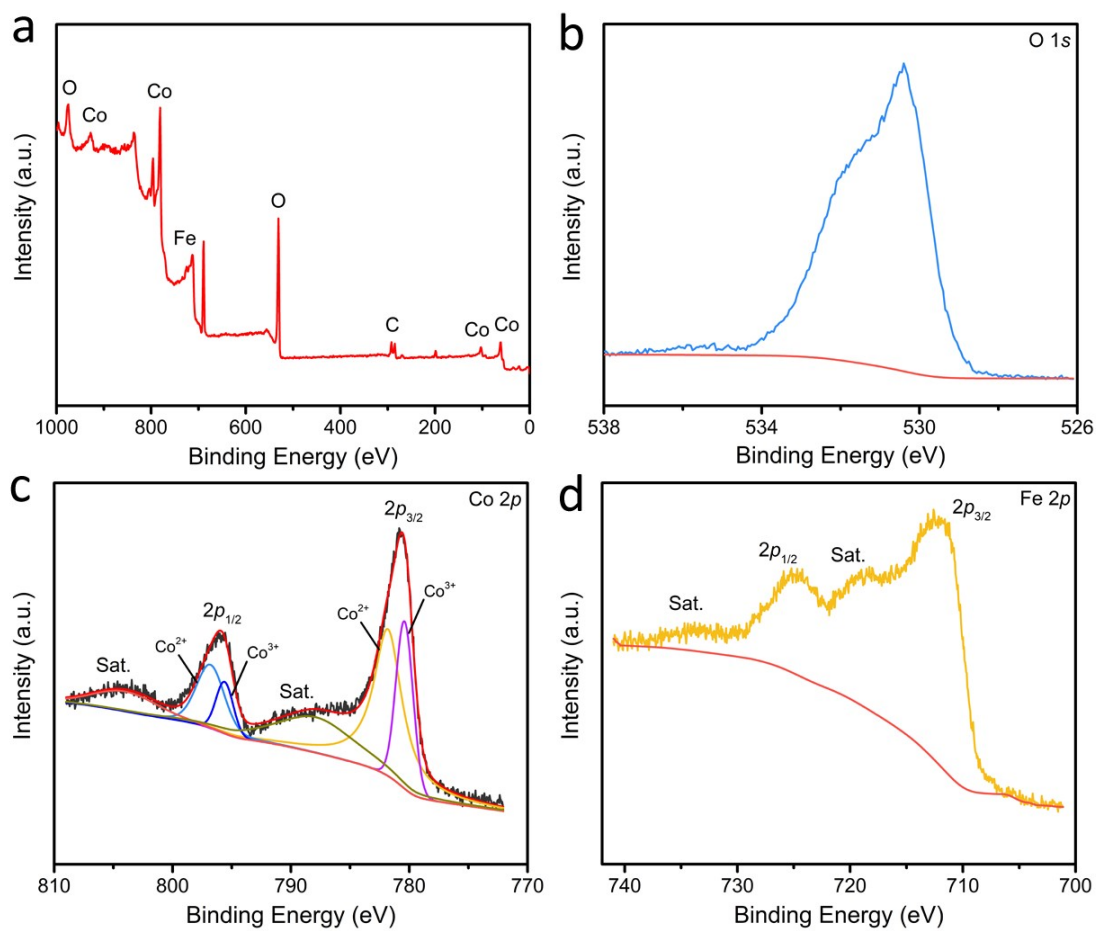 a
O
Co
Co
Fe
O
C
Co
Co
Intensity (a.u.)
1000
800
600
400
200
0
Binding Energy (eV)
b
O 1s
Intensity (a.u.)
538
534
530
526
Binding Energy (eV)
c
Co 2p
2p3/2
Co2+
Co3+
2p1/2
Co2+
Co3+
Sat.
Sat.
Intensity (a.u.)
810
800
790
780
770
Binding Energy (eV)
d
Fe 2p
2p3/2
2p1/2
Sat.
Sat.
Intensity (a.u.)
740
730
720
710
700
Binding Energy (eV)